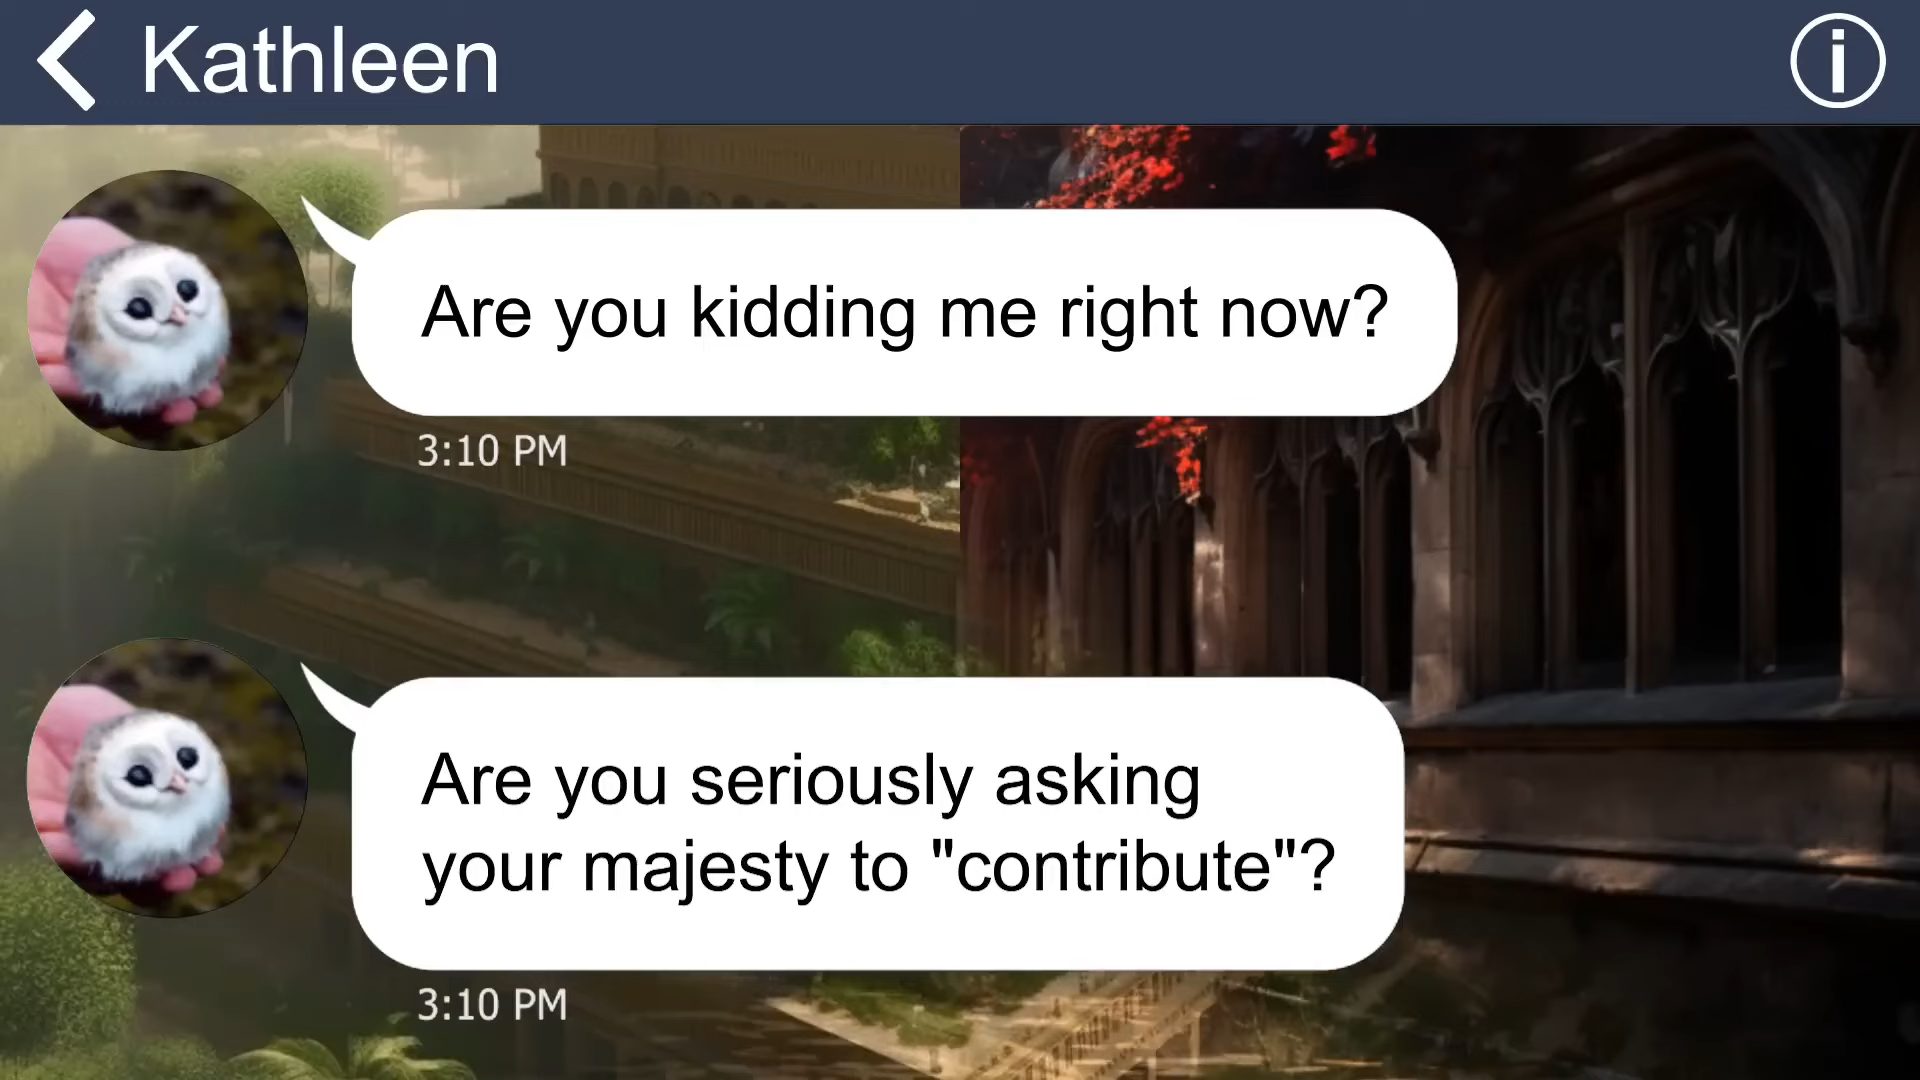 Kathleen
Are you kidding me right now?
3:10 PM
Are you seriously asking
your majesty to "contribute"?
3:10 PM